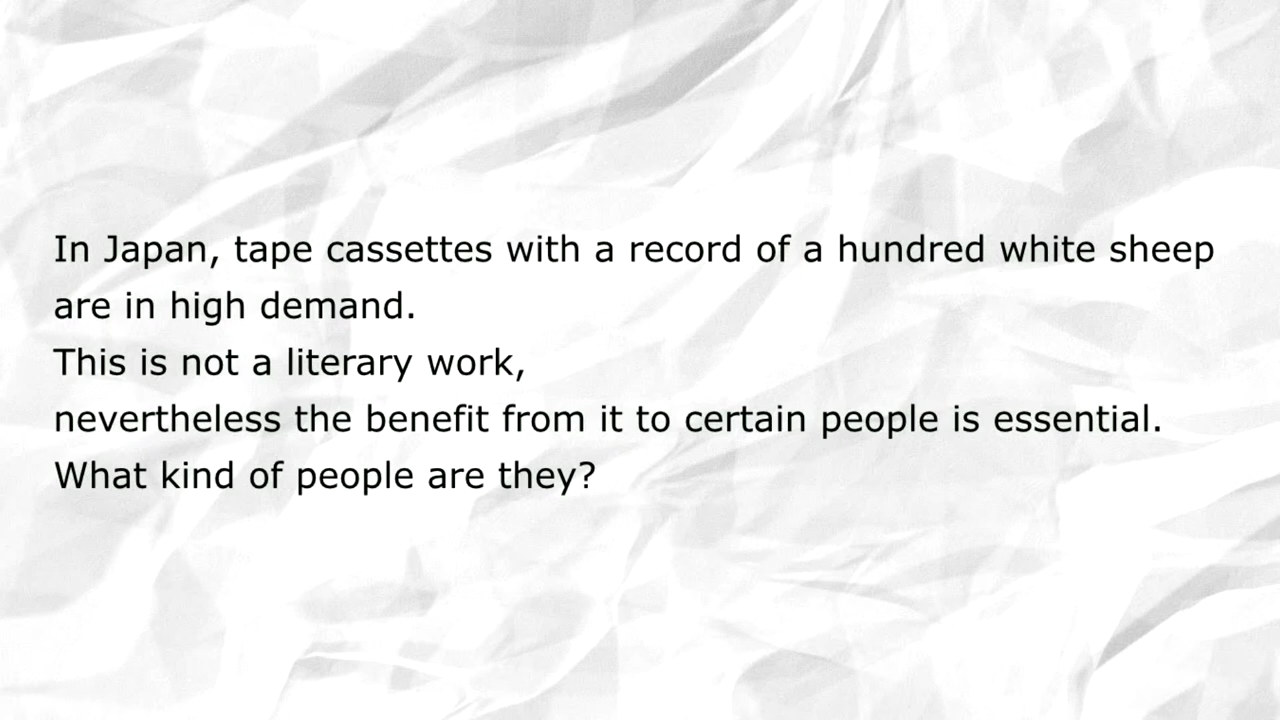 In Japan, tape cassettes with a record of a hundred white sheep
are in high demand.
This is not a literary work,
nevertheless the benefit from it to certain people is essential.
What kind of people are they?